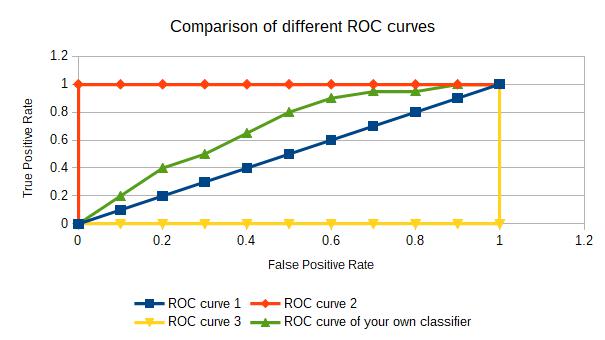 Comparison of different ROC curves
True Positive Rate
1.2
1
0.8
0.6
0.4
0.2
0
0 0.2 0.4 0.6 0.8 1 1.2
False Positive Rate
ROC curve 1 ROC curve 2
ROC curve 3 ROC curve of your own classifier